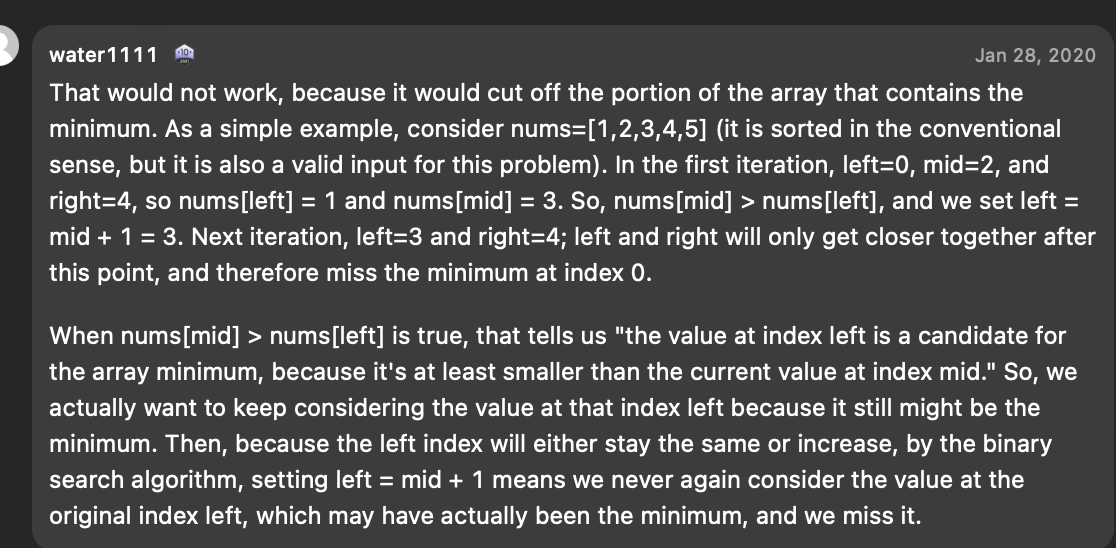 water1111
Jan 28, 2020
That would not work, because it would cut off the portion of the array that contains the
minimum. As a simple example, consider nums=[1,2,3,4,5] (it is sorted in the conventional
sense, but it is also a valid input for this problem). In the first iteration, left=0, mid=2, and
right=4, so nums[left] = 1 and nums[mid] = 3. So, nums[mid] > nums[left], and we set left =
mid + 1 = 3. Next iteration, left=3 and right=4; left and right will only get closer together after
this point, and therefore miss the minimum at index 0.
When nums[mid] > nums[left] is true, that tells us "the value at index left is a candidate for
the array minimum, because it's at least smaller than the current value at index mid." So, we
actually want to keep considering the value at that index left because it still might be the
minimum. Then, because the left index will either stay the same or increase, by the binary
search algorithm, setting left = mid + 1 means we never again consider the value at the
original index left, which may have actually been the minimum, and we miss it.